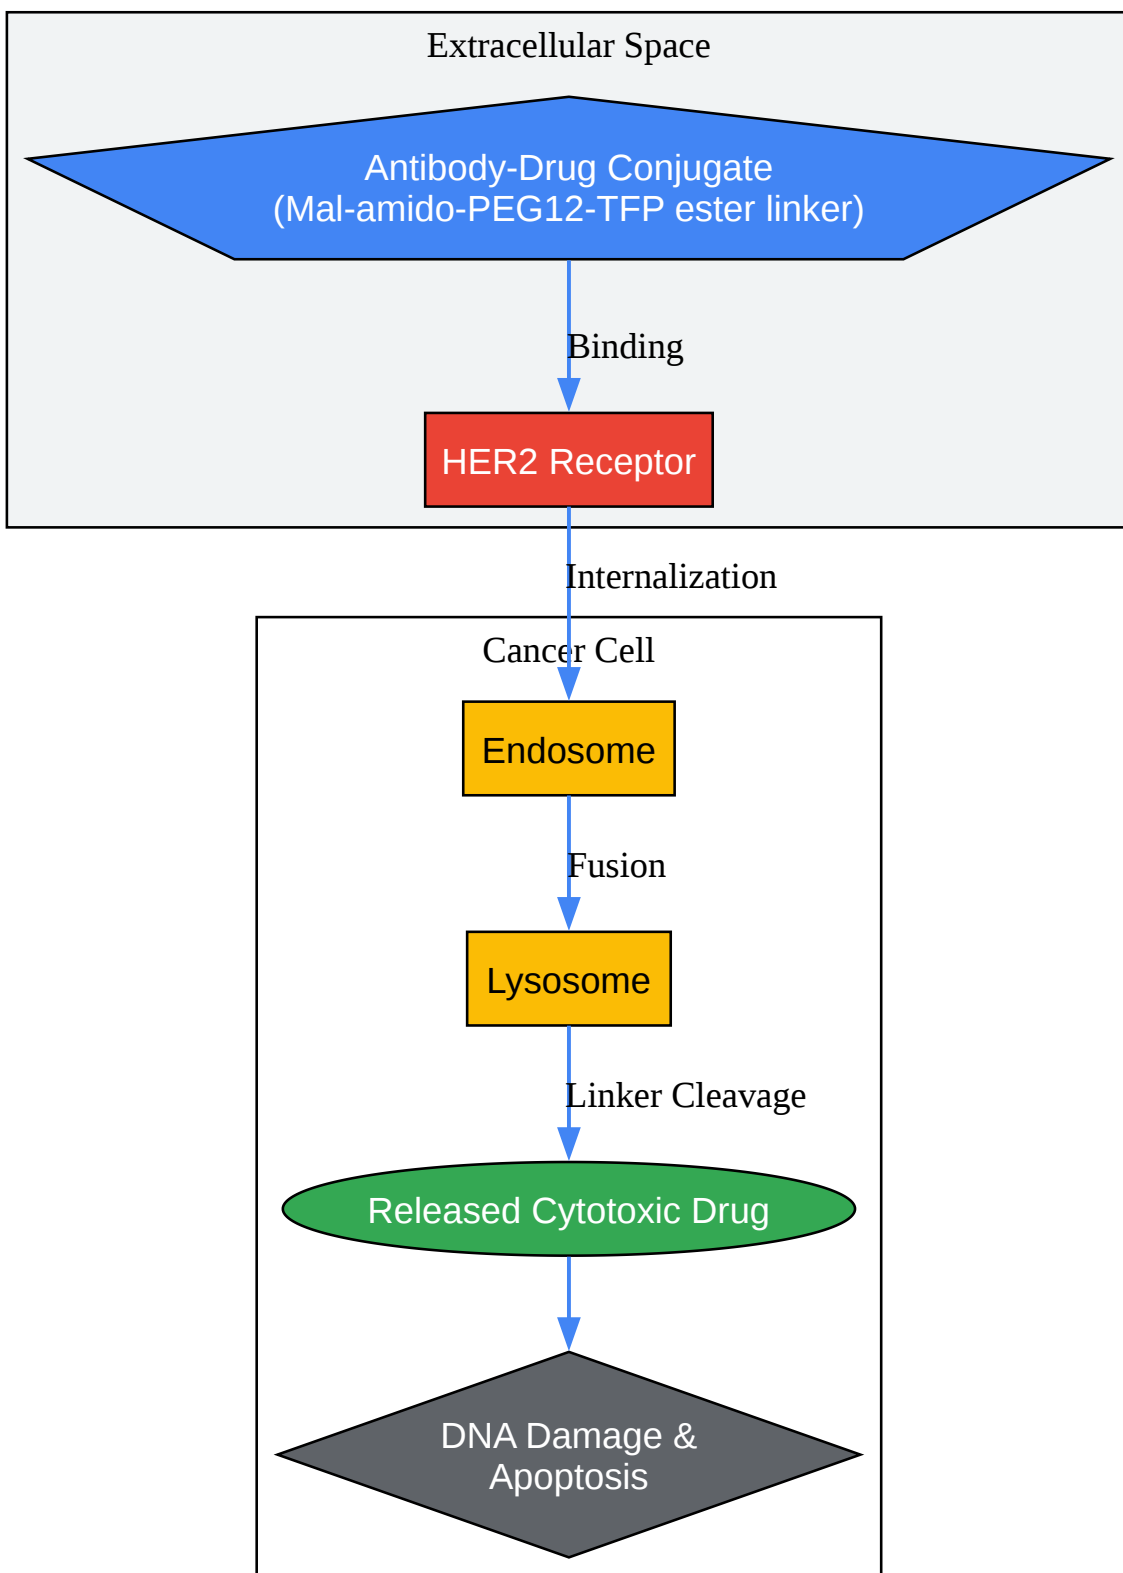 Extracellular Space
Antibody-Drug Conjugate
(Mal-amido-PEG12-TFP ester linker)
Binding
HER2 Receptor
Internalization
Cancer Cell
Endosome
Fusion
Lysosome
Linker Cleavage
Released Cytotoxic Drug
DNA Damage &
Apoptosis